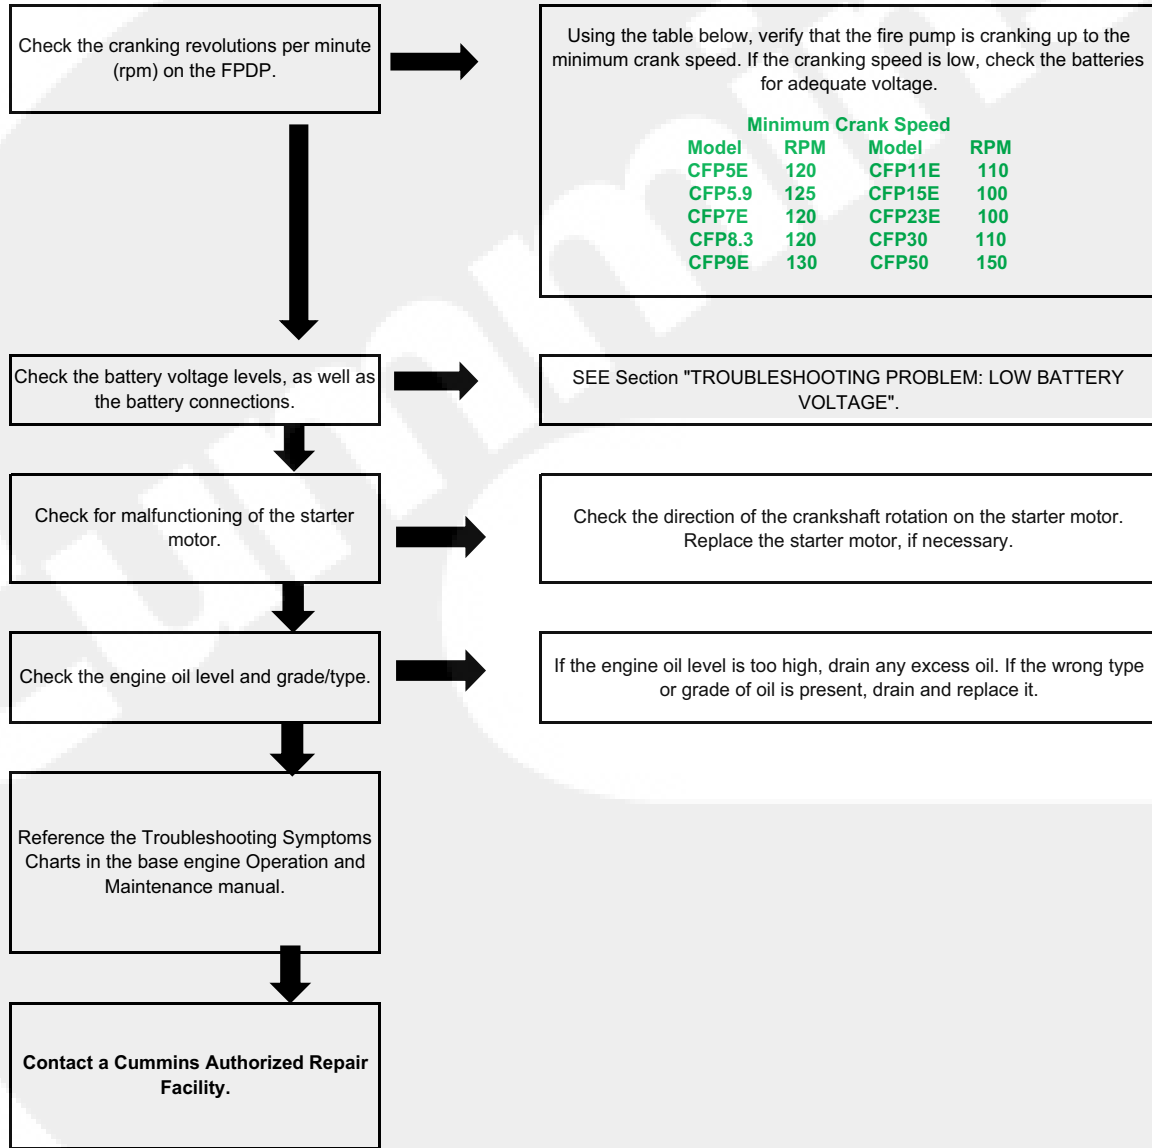 Check the cranking revolutions per minute
(rpm) on the FPDP.
Using the table below, verify that the fire pump is cranking up to the
minimum crank speed. If the cranking speed is low, check the batteries
for adequate voltage.
Minimum Crank Speed
Model RPM Model RPM
CFP5E 120 CFP11E 110
CFP5.9 125 CFP15E 100
CFP7E 120 CFP23E 100
CFP8.3 120 CFP30 110
CFP9E 130 CFP50 150
Check the battery voltage levels, as well as
the battery connections.
SEE Section "TROUBLESHOOTING PROBLEM: LOW BATTERY
VOLTAGE".
Check for malfunctioning of the starter
motor.
Check the direction of the crankshaft rotation on the starter motor.
Replace the starter motor, if necessary.
Check the engine oil level and grade/type.
If the engine oil level is too high, drain any excess oil. If the wrong type
or grade of oil is present, drain and replace it.
Reference the Troubleshooting Symptoms
Charts in the base engine Operation and
Maintenance manual.
Contact a Cummins Authorized Repair
Facility.